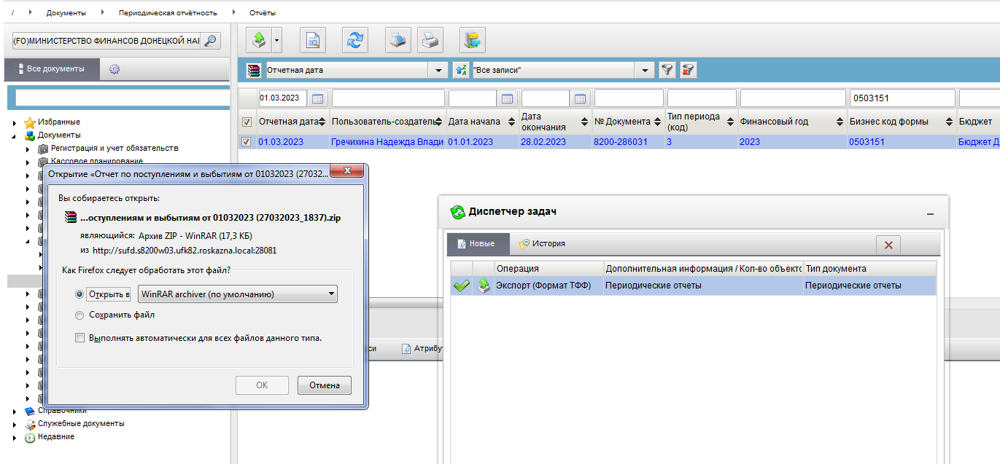 / Документы Периодическая отчётность Отчёты
(FO)МИНИСТЕРСТВО ФИНАНСОВ ДОНЕЦКОЙ НАІ
Все документы
Отчетная дата "Все записи"
01.03.2023 0503151
Отчетная дата Пользователь-создатель Дата начала Дата окончания № Документа Тип периода (код) Финансовый год Бизнес код формы Бюджет
01.03.2023 Гречихина Надежда Влади 01.01.2023 28.02.2023 8200-286031 3 2023 0503151 Бюджет Д
Избранные
Документы
Регистрация и учет обязательств
Кассовое планирование
Справочники
Служебные документы
Недавние
Открытие «Отчет по поступлениям и выбытиям от 01032023 (27032...
Вы собираетесь открыть:
...оступлениям и выбытиям от 01032023 (27032023_1837).zip
являющийся: Архив ZIP - WinRAR (17,3 КБ)
из http://sufd.s8200w03.ufk82.roskazna.local:28081
Как Firefox следует обработать этот файл?
Открыть в WinRAR archiver (по умолчанию)
Сохранить файл
Выполнять автоматически для всех файлов данного типа.
OK Отмена
си Атрибу
Диспетчер задач
Новые История
Операция Дополнительная информация / Кол-во объекто Тип документа
Экспорт (Формат ТФФ) Периодические отчеты Периодические отчеты